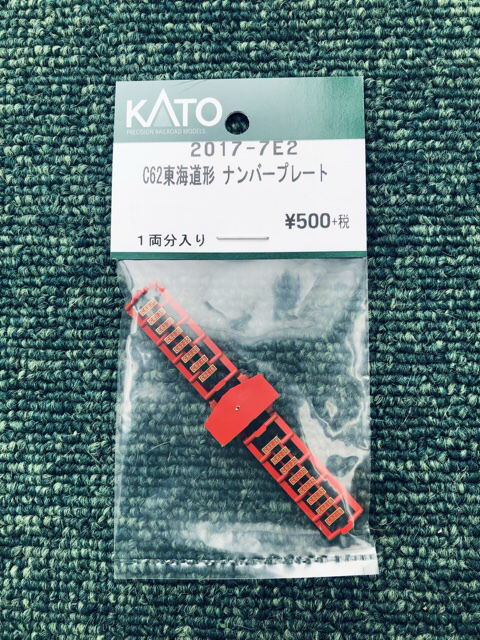 KATO
PRECISION RAILROAD MODELS
2017-7E2
C62東海道形 ナンバープレート
¥500+税
1両分入り